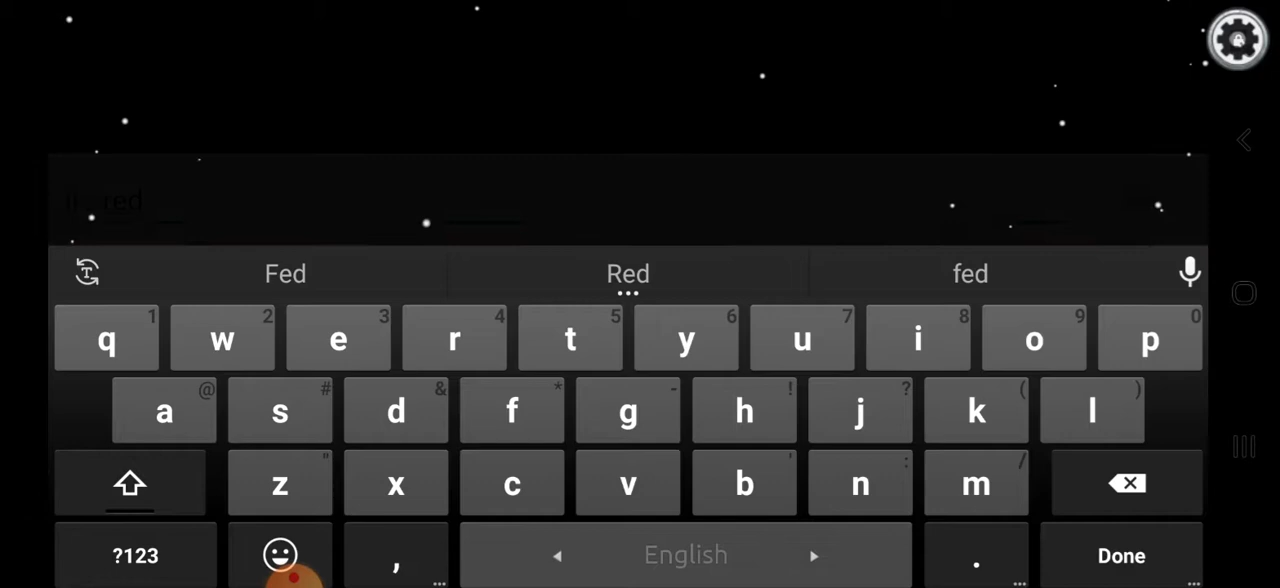 Fed Red fed
1 2 3 4 5 6 7 8 9 0
q w e r t y u i o p
@ # & * - ! ? ( )
a s d f g h j k l
" ' : /
z x c v b n m
?123 , English . Done